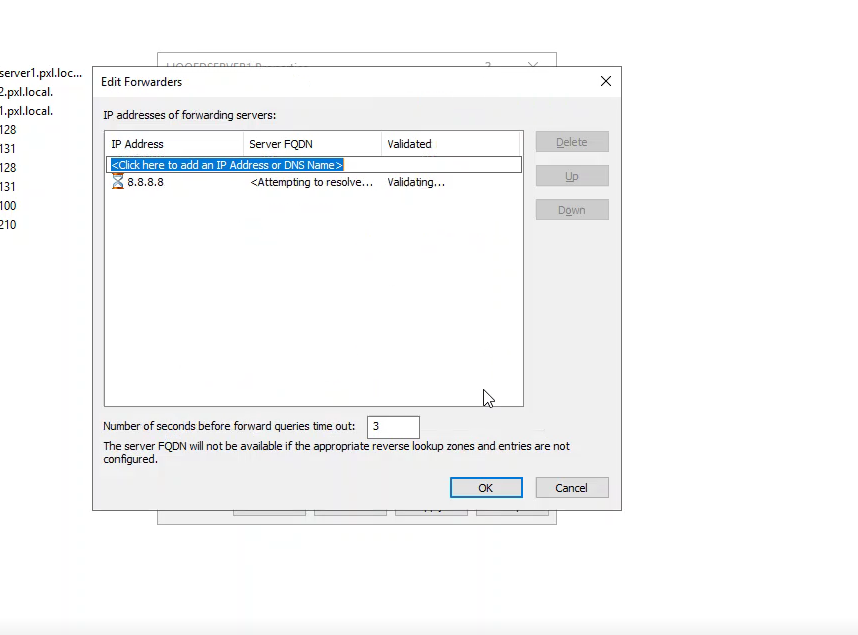 server1.pxl.loc...
2.pxl.local.
1.pxl.local.
128
131
128
131
100
210
Edit Forwarders
IP addresses of forwarding servers:
IP Address Server FQDN Validated
<Click here to add an IP Address or DNS Name>
8.8.8.8 <Attempting to resolve... Validating...
Delete
Up
Down
Number of seconds before forward queries time out: 3
The server FQDN will not be available if the appropriate reverse lookup zones and entries are not
configured.
OK Cancel